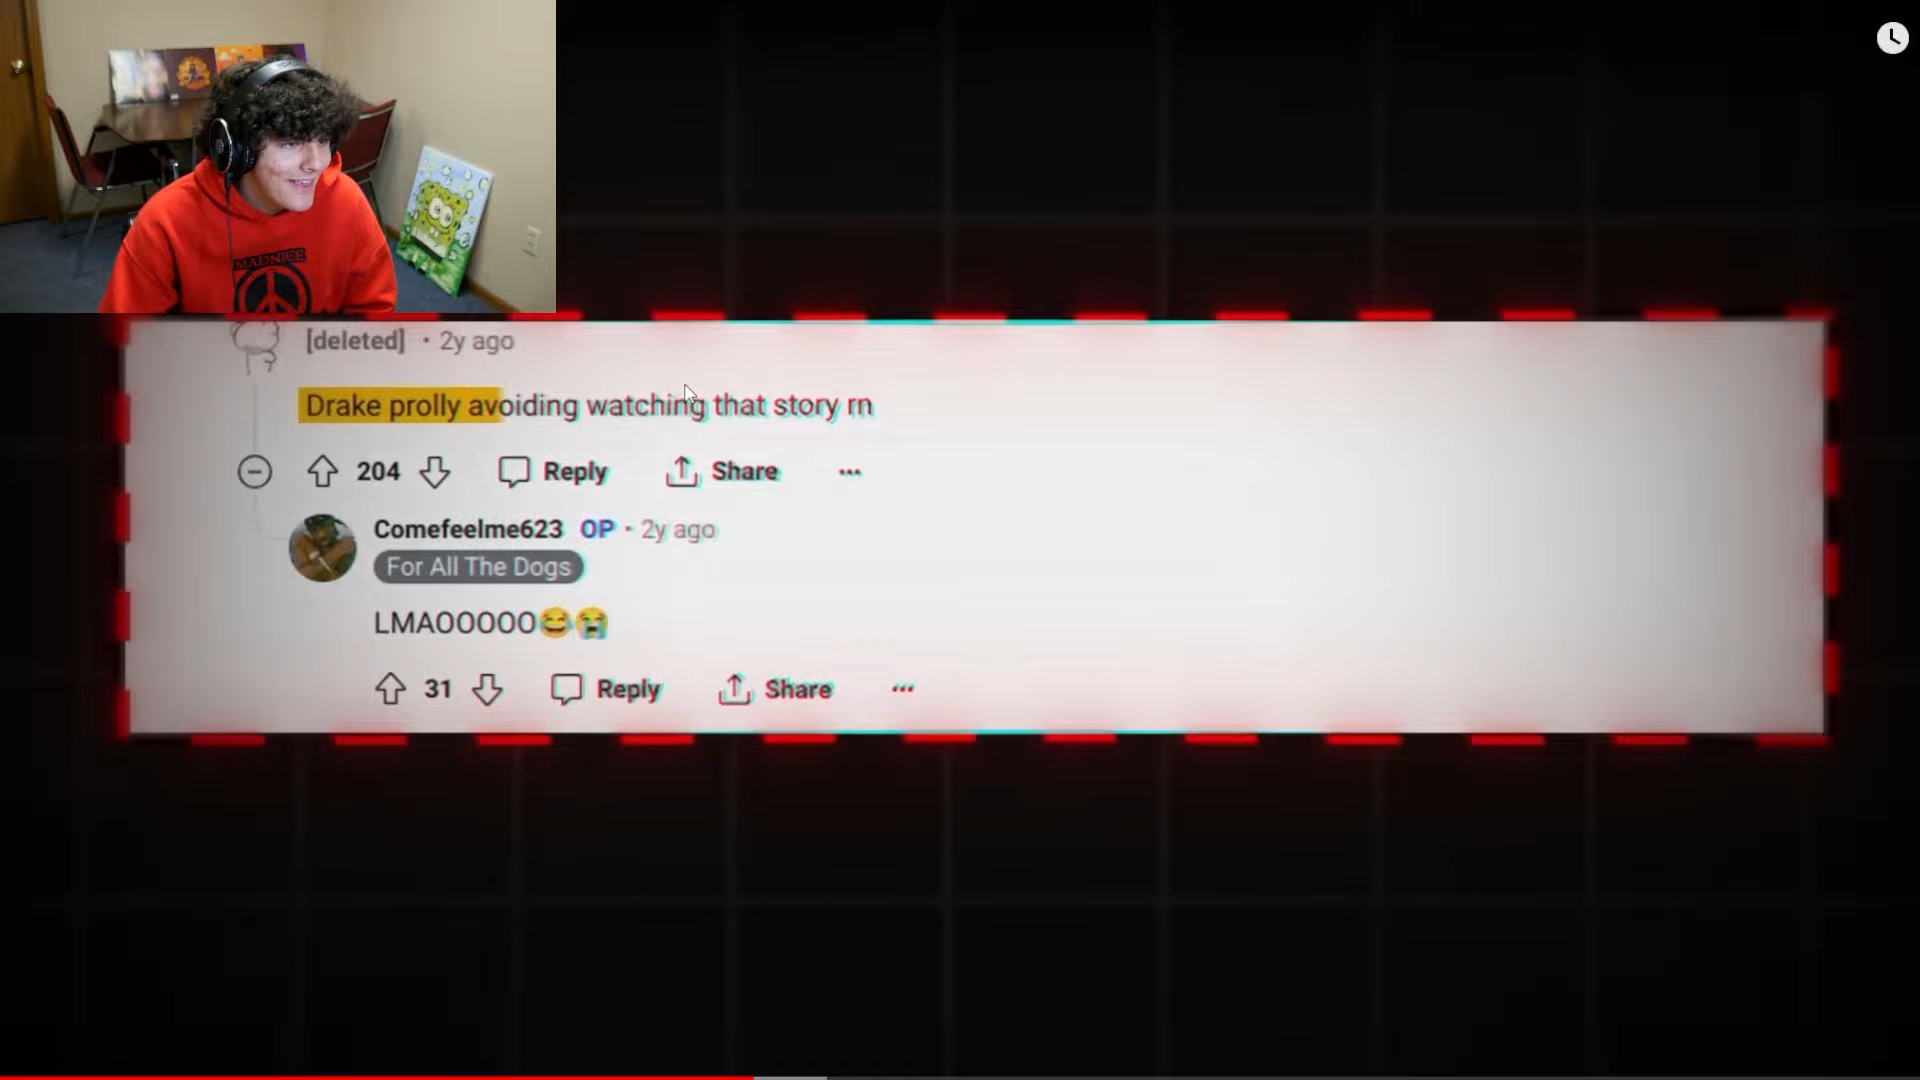 MADNICE
[deleted] • 2y ago
Drake prolly avoiding watching that story rn
204 Reply Share ...
Comefeelme623 OP • 2y ago
For All The Dogs
LMAOOOOO😂😭
31 Reply Share ...